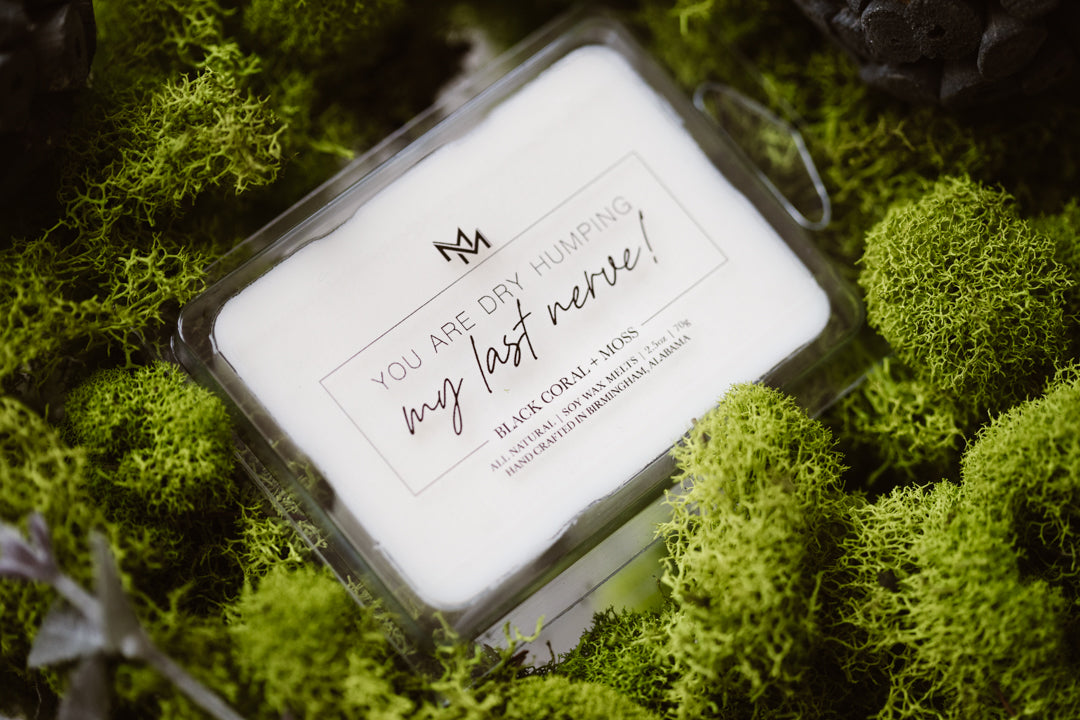 YOU ARE DRY HUMPING
my last nerve!
BLACK CORAL + MOSS
ALL NATURAL | SOY WAX MELTS | 2.5oz | 70g
HAND CRAFTED IN BIRMINGHAM, ALABAMA